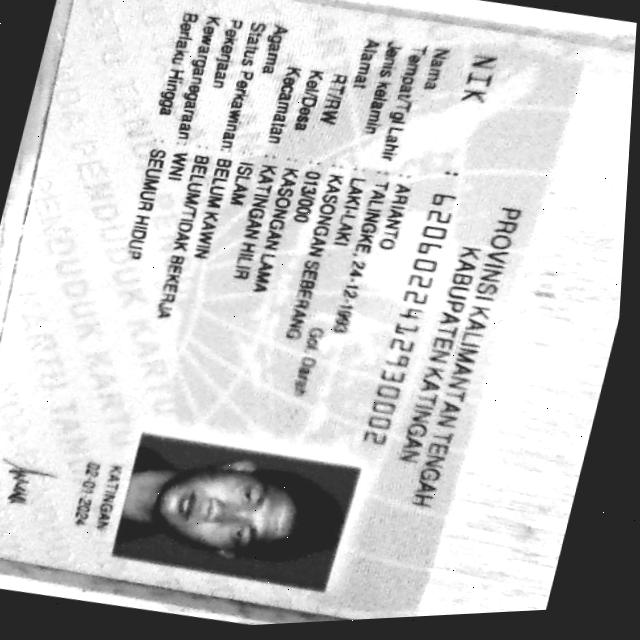 PROVINSI KALIMANTAN TENGAH
KABUPATEN KATINGAN
NIK : 6206022412930002
Nama : ARIANTO
Tempat/Tgl Lahir : TALINGKE, 24-12-1993
Jenis kelamin : LAKI-LAKI Gol. Darah
Alamat : KASONGAN SEBERANG
RT/RW : 013/000
Kel/Desa : KASONGAN LAMA
Kecamatan : KATINGAN HILIR
Agama : ISLAM
Status Perkawinan: BELUM KAWIN
Pekerjaan : BELUM/TIDAK BEKERJA
Kewarganegaraan : WNI
Berlaku Hingga : SEUMUR HIDUP
KATINGAN
02-01-2024